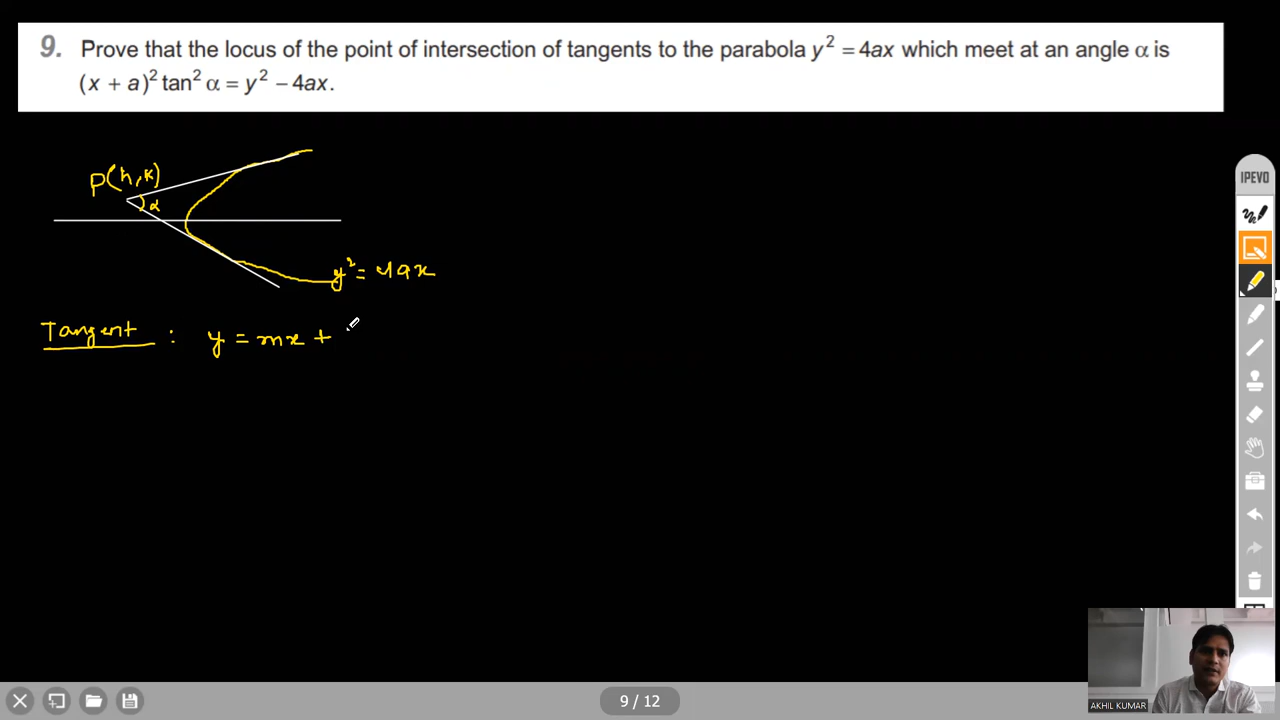 9. Prove that the locus of the point of intersection of tangents to the parabola y² = 4ax which meet at an angle α is
(x + a)² tan² α = y² – 4ax.
P(h, k)
α
y² = 4ax
Tangent : y = mx +
IPEVO
9 / 12
AKHIL KUMAR